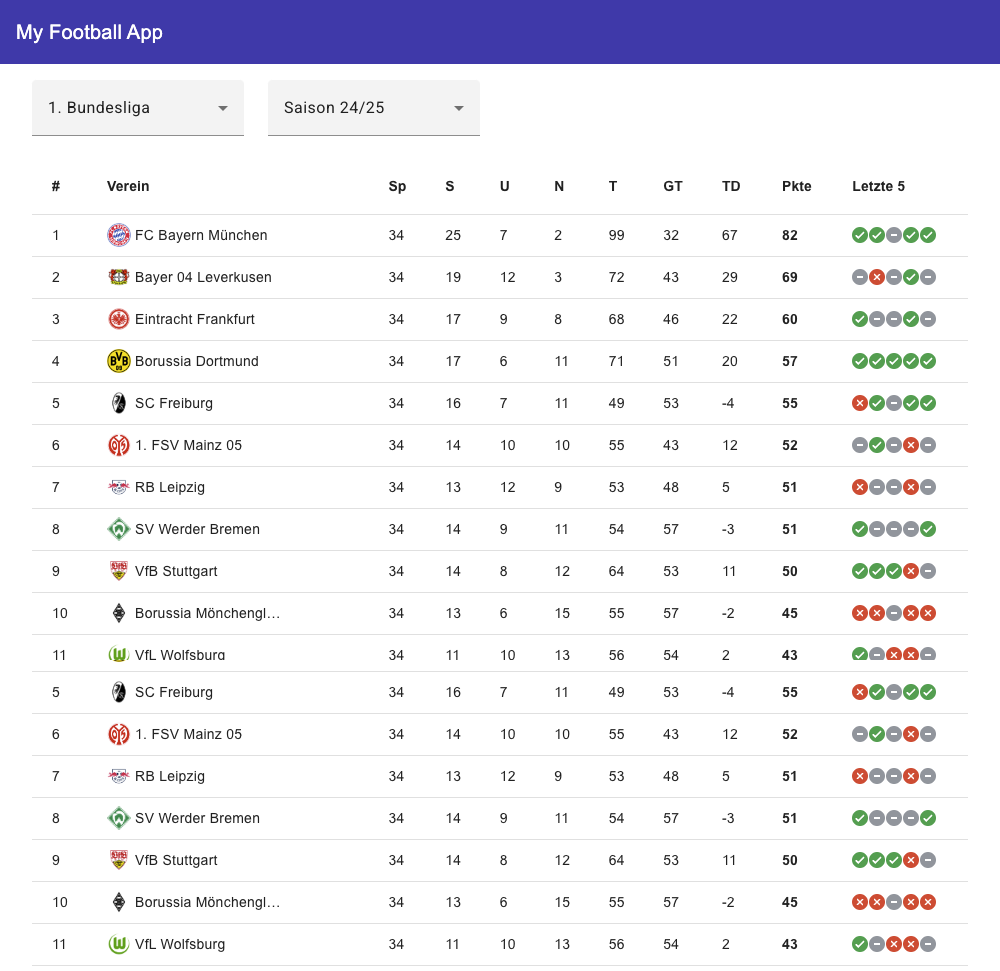 My Football App
1. Bundesliga Saison 24/25
# Verein Sp S U N T GT TD Pkte Letzte 5
1 FC Bayern München 34 25 7 2 99 32 67 82
2 Bayer 04 Leverkusen 34 19 12 3 72 43 29 69
3 Eintracht Frankfurt 34 17 9 8 68 46 22 60
4 Borussia Dortmund 34 17 6 11 71 51 20 57
5 SC Freiburg 34 16 7 11 49 53 -4 55
6 1. FSV Mainz 05 34 14 10 10 55 43 12 52
7 RB Leipzig 34 13 12 9 53 48 5 51
8 SV Werder Bremen 34 14 9 11 54 57 -3 51
9 VfB Stuttgart 34 14 8 12 64 53 11 50
10 Borussia Mönchengl… 34 13 6 15 55 57 -2 45
11 VfL Wolfsburg 34 11 10 13 56 54 2 43
5 SC Freiburg 34 16 7 11 49 53 -4 55
6 1. FSV Mainz 05 34 14 10 10 55 43 12 52
7 RB Leipzig 34 13 12 9 53 48 5 51
8 SV Werder Bremen 34 14 9 11 54 57 -3 51
9 VfB Stuttgart 34 14 8 12 64 53 11 50
10 Borussia Mönchengl… 34 13 6 15 55 57 -2 45
11 VfL Wolfsburg 34 11 10 13 56 54 2 43